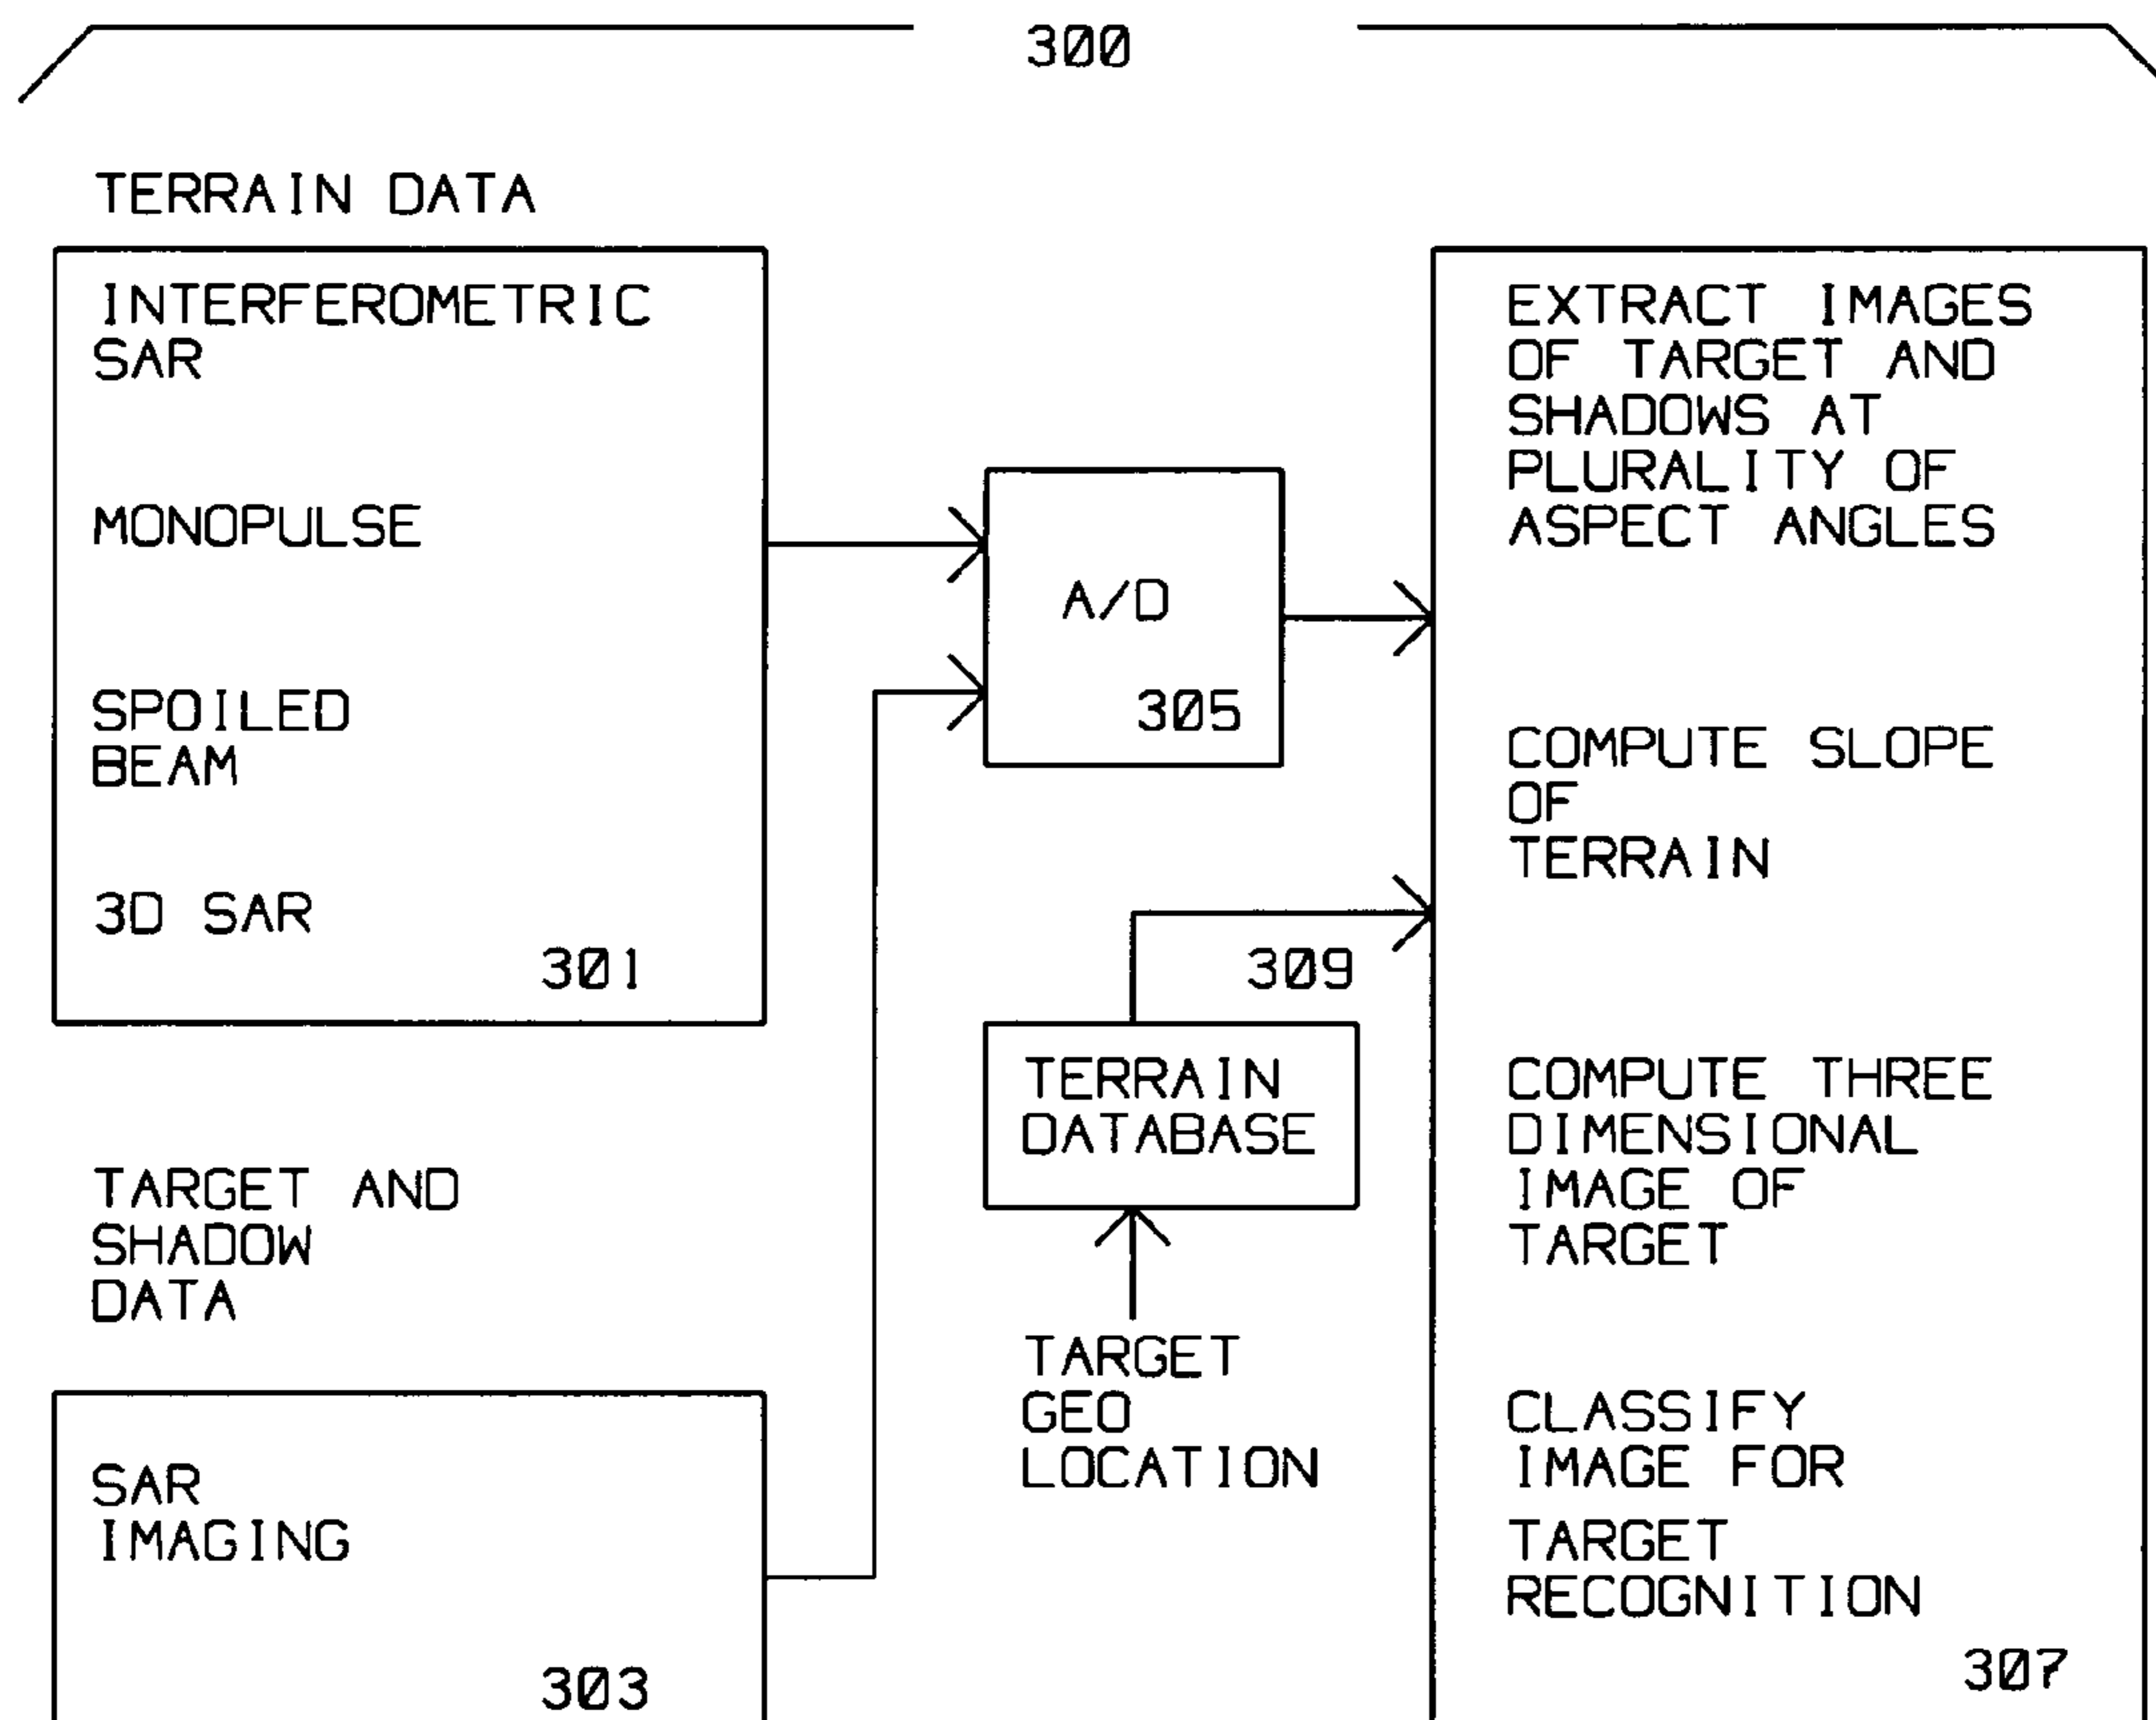 300
TERRAIN DATA
INTERFEROMETRIC
SAR
MONOPULSE
SPOILED
BEAM
3D SAR
301
TARGET AND
SHADOW
DATA
SAR
IMAGING
303
A/D
305
309
TERRAIN
DATABASE
TARGET
GEO
LOCATION
EXTRACT IMAGES
OF TARGET AND
SHADOWS AT
PLURALITY OF
ASPECT ANGLES
COMPUTE SLOPE
OF
TERRAIN
COMPUTE THREE
DIMENSIONAL
IMAGE OF
TARGET
CLASSIFY
IMAGE FOR
TARGET
RECOGNITION
307